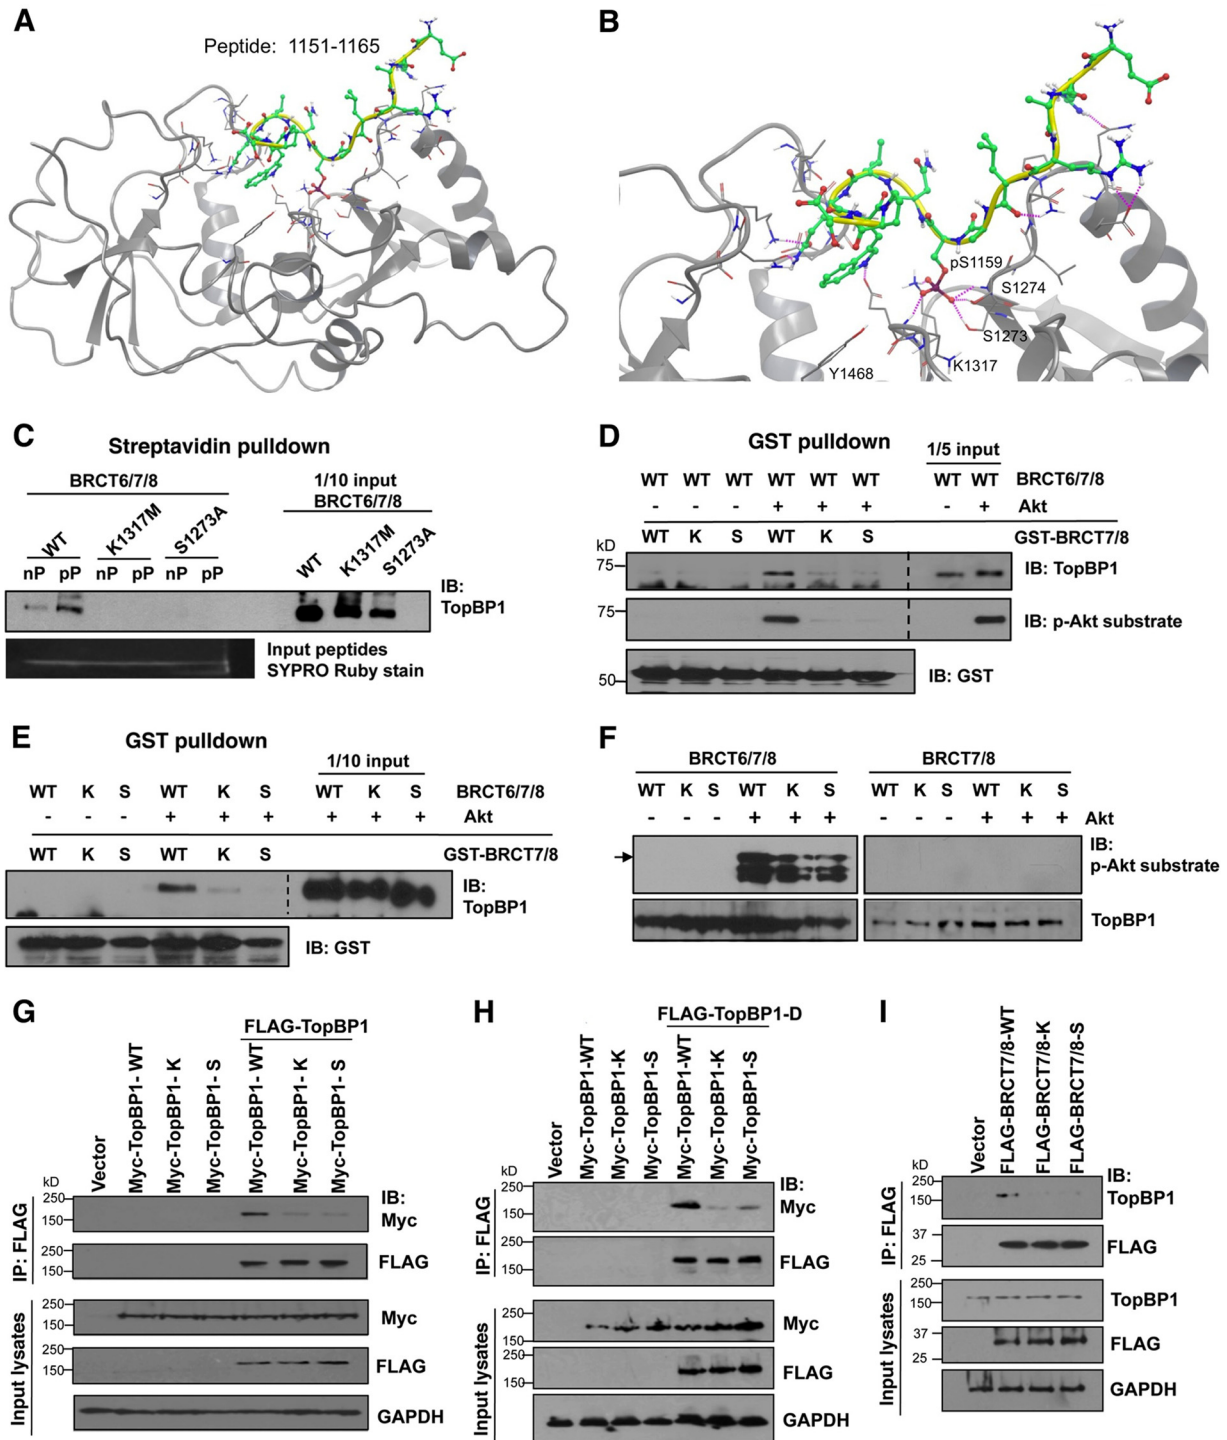 A
Peptide: 1151-1165
B
pS1159
S1274
S1273
K1317
Y1468
C
Streptavidin pulldown
BRCT6/7/8
1/10 input
BRCT6/7/8
WT K1317M S1273A
WT K1317M S1273A
nP pP nP pP nP pP
IB:
TopBP1
Input peptides
SYPRO Ruby stain
D
GST pulldown
1/5 input
WT WT WT WT WT WT WT WT BRCT6/7/8
- - - + + + - + Akt
WT K S WT K S GST-BRCT7/8
kD
75
IB: TopBP1
75
IB: p-Akt substrate
50
IB: GST
E
GST pulldown
1/10 input
WT K S WT K S WT K S BRCT6/7/8
- - - + + + + + + Akt
WT K S WT K S GST-BRCT7/8
IB:
TopBP1
IB: GST
F
BRCT6/7/8 BRCT7/8
WT K S WT K S WT K S WT K S
- - - + + + - - - + + + Akt
IB:
p-Akt substrate
TopBP1
G
FLAG-TopBP1
Vector
Myc-TopBP1- WT
Myc-TopBP1- K
Myc-TopBP1- S
Myc-TopBP1- WT
Myc-TopBP1- K
Myc-TopBP1- S
kD
IP: FLAG
250
150
IB:
Myc
250
150
FLAG
Input lysates
250
150
Myc
250
150
FLAG
GAPDH
H
FLAG-TopBP1-D
Vector
Myc-TopBP1-WT
Myc-TopBP1-K
Myc-TopBP1-S
Myc-TopBP1-WT
Myc-TopBP1-K
Myc-TopBP1-S
kD
IP: FLAG
250
150
IB:
Myc
250
150
FLAG
Input lysates
250
150
Myc
250
150
FLAG
GAPDH
I
Vector
FLAG-BRCT7/8-WT
FLAG-BRCT7/8-K
FLAG-BRCT7/8-S
kD
IP: FLAG
250
150
IB:
TopBP1
37
25
FLAG
Input lysates
250
150
TopBP1
37
25
FLAG
GAPDH